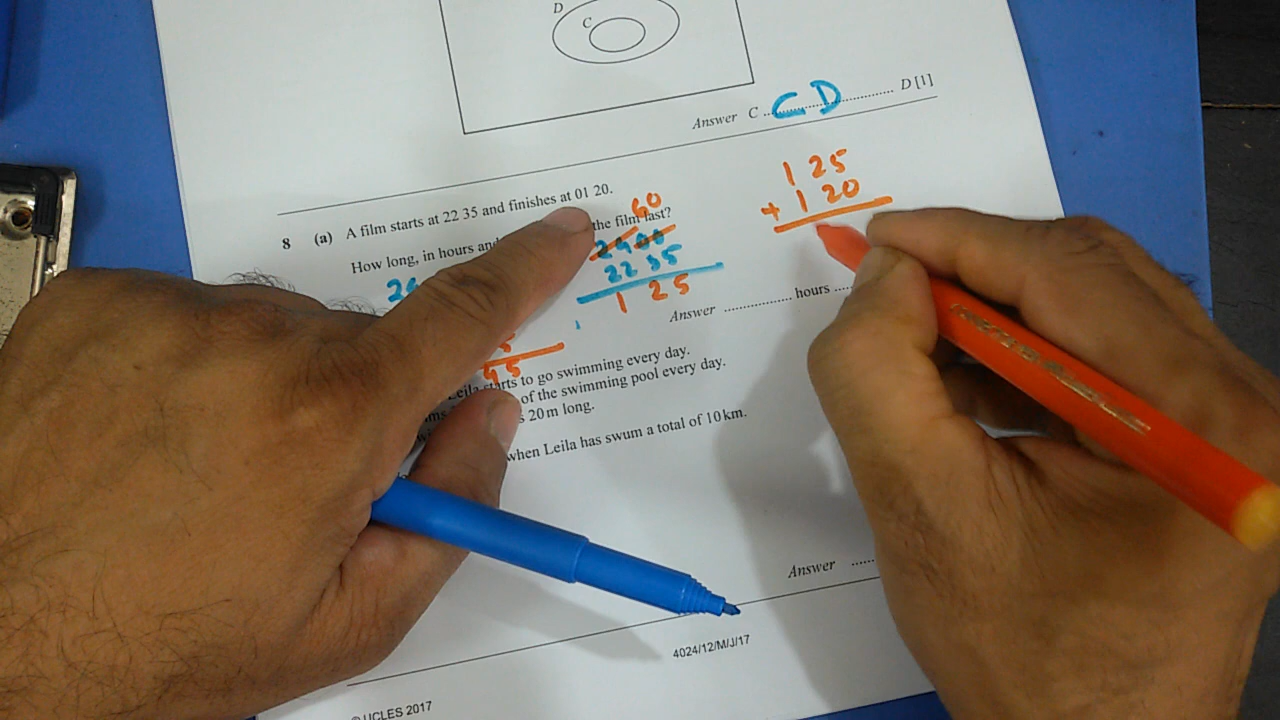 D
C
Answer C ........ CD ........ D [1]
8 (a) A film starts at 22 35 and finishes at 01 20.
How long, in hours and the film last?
60
2400
22 35
1 25
1 25
+ 1 20
Answer .................. hours .....
starts to go swimming every day.
of the swimming pool every day.
20 m long.
when Leila has swum a total of 10 km.
Answer ......
4024/12/M/J/17
© UCLES 2017